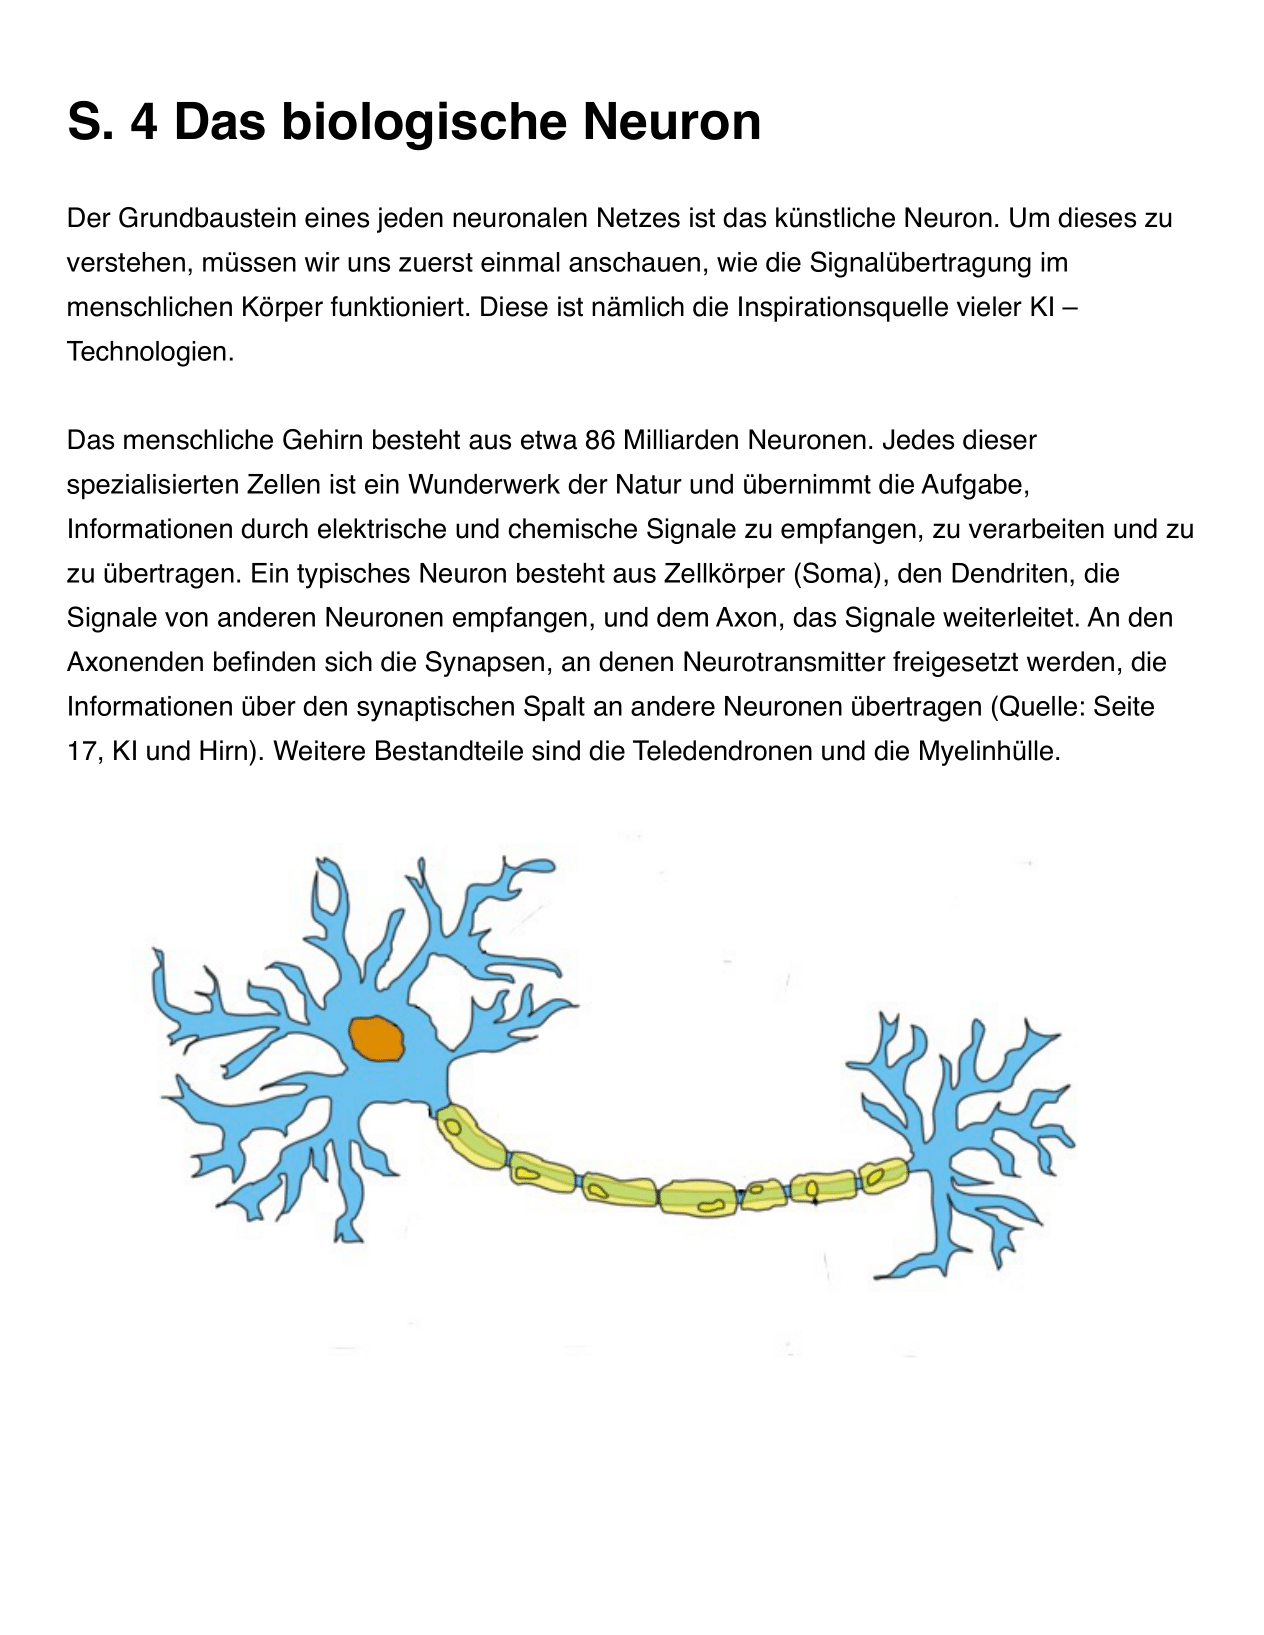 S. 4 Das biologische Neuron
Der Grundbaustein eines jeden neuronalen Netzes ist das künstliche Neuron. Um dieses zu
verstehen, müssen wir uns zuerst einmal anschauen, wie die Signalübertragung im
menschlichen Körper funktioniert. Diese ist nämlich die Inspirationsquelle vieler KI –
Technologien.
Das menschliche Gehirn besteht aus etwa 86 Milliarden Neuronen. Jedes dieser
spezialisierten Zellen ist ein Wunderwerk der Natur und übernimmt die Aufgabe,
Informationen durch elektrische und chemische Signale zu empfangen, zu verarbeiten und zu
zu übertragen. Ein typisches Neuron besteht aus Zellkörper (Soma), den Dendriten, die
Signale von anderen Neuronen empfangen, und dem Axon, das Signale weiterleitet. An den
Axonenden befinden sich die Synapsen, an denen Neurotransmitter freigesetzt werden, die
Informationen über den synaptischen Spalt an andere Neuronen übertragen (Quelle: Seite
17, KI und Hirn). Weitere Bestandteile sind die Teledendronen und die Myelinhülle.